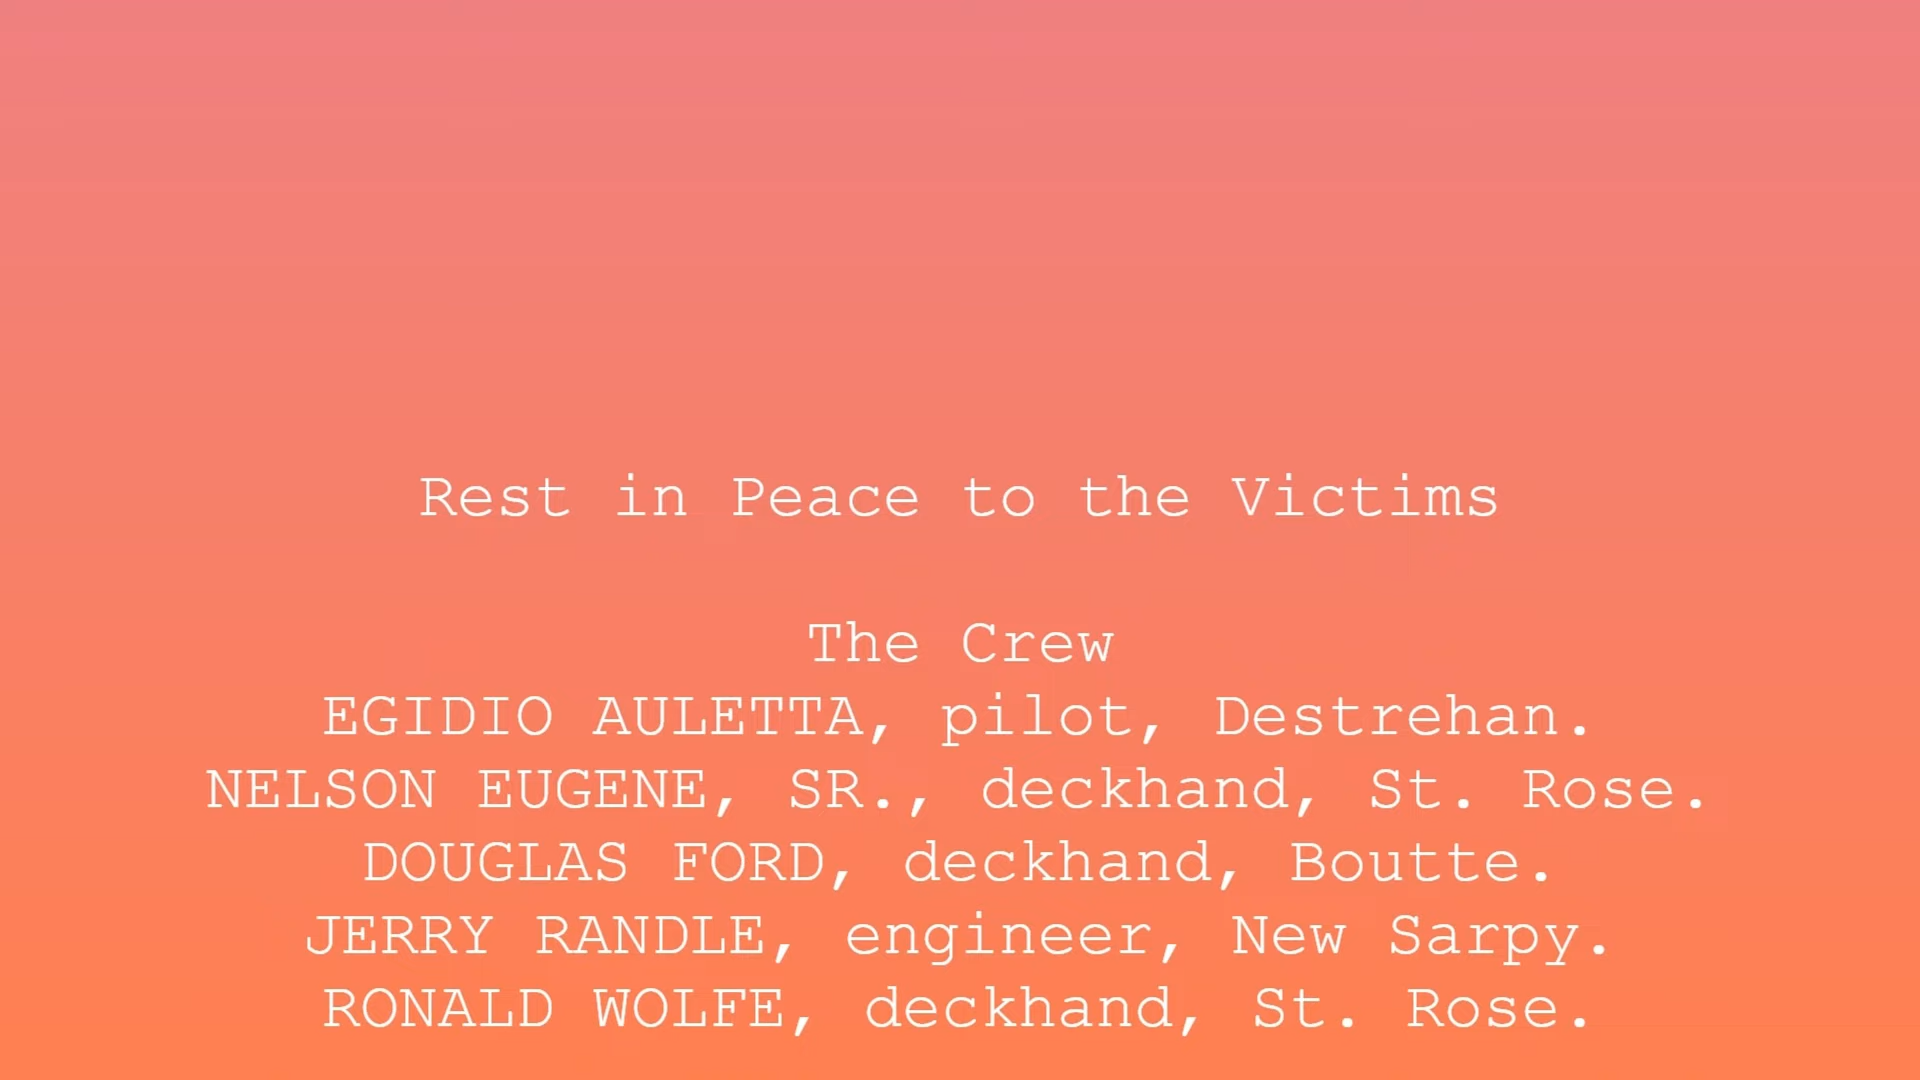 Rest in Peace to the Victims
The Crew
EGIDIO AULETTA, pilot, Destrehan.
NELSON EUGENE, SR., deckhand, St. Rose.
DOUGLAS FORD, deckhand, Boutte.
JERRY RANDLE, engineer, New Sarpy.
RONALD WOLFE, deckhand, St. Rose.